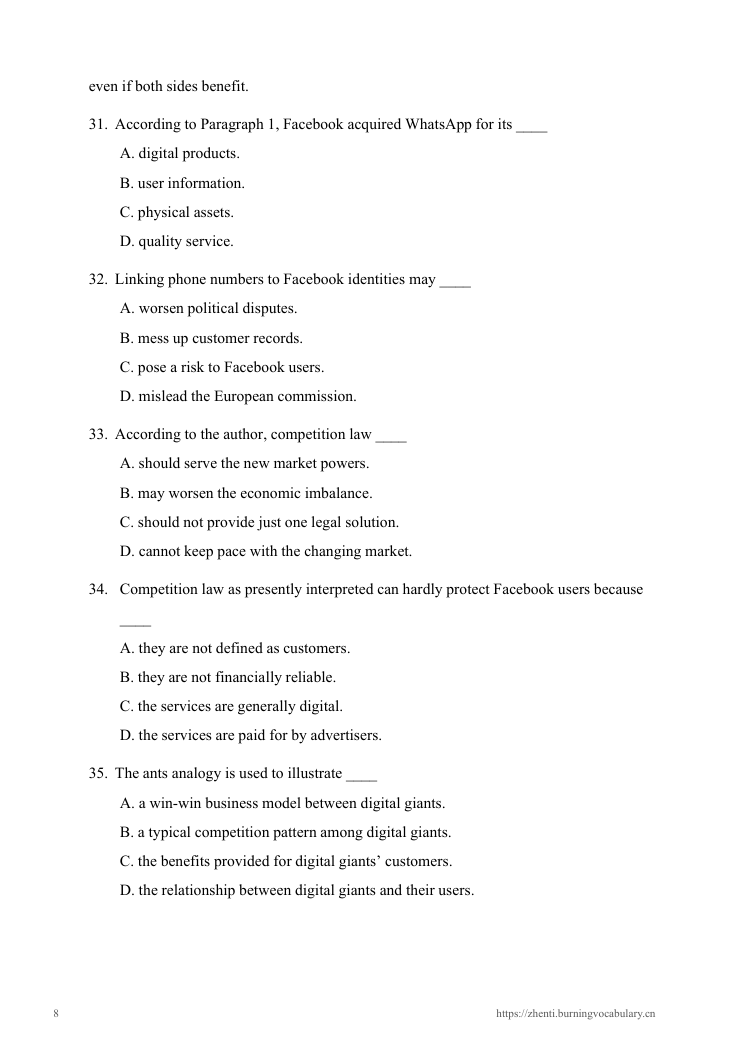 even if both sides benefit.
31. According to Paragraph 1, Facebook acquired WhatsApp for its ____
A. digital products.
B. user information.
C. physical assets.
D. quality service.
32. Linking phone numbers to Facebook identities may ____
A. worsen political disputes.
B. mess up customer records.
C. pose a risk to Facebook users.
D. mislead the European commission.
33. According to the author, competition law ____
A. should serve the new market powers.
B. may worsen the economic imbalance.
C. should not provide just one legal solution.
D. cannot keep pace with the changing market.
34. Competition law as presently interpreted can hardly protect Facebook users because
____
A. they are not defined as customers.
B. they are not financially reliable.
C. the services are generally digital.
D. the services are paid for by advertisers.
35. The ants analogy is used to illustrate ____
A. a win-win business model between digital giants.
B. a typical competition pattern among digital giants.
C. the benefits provided for digital giants’ customers.
D. the relationship between digital giants and their users.
8 https://zhenti.burningvocabulary.cn